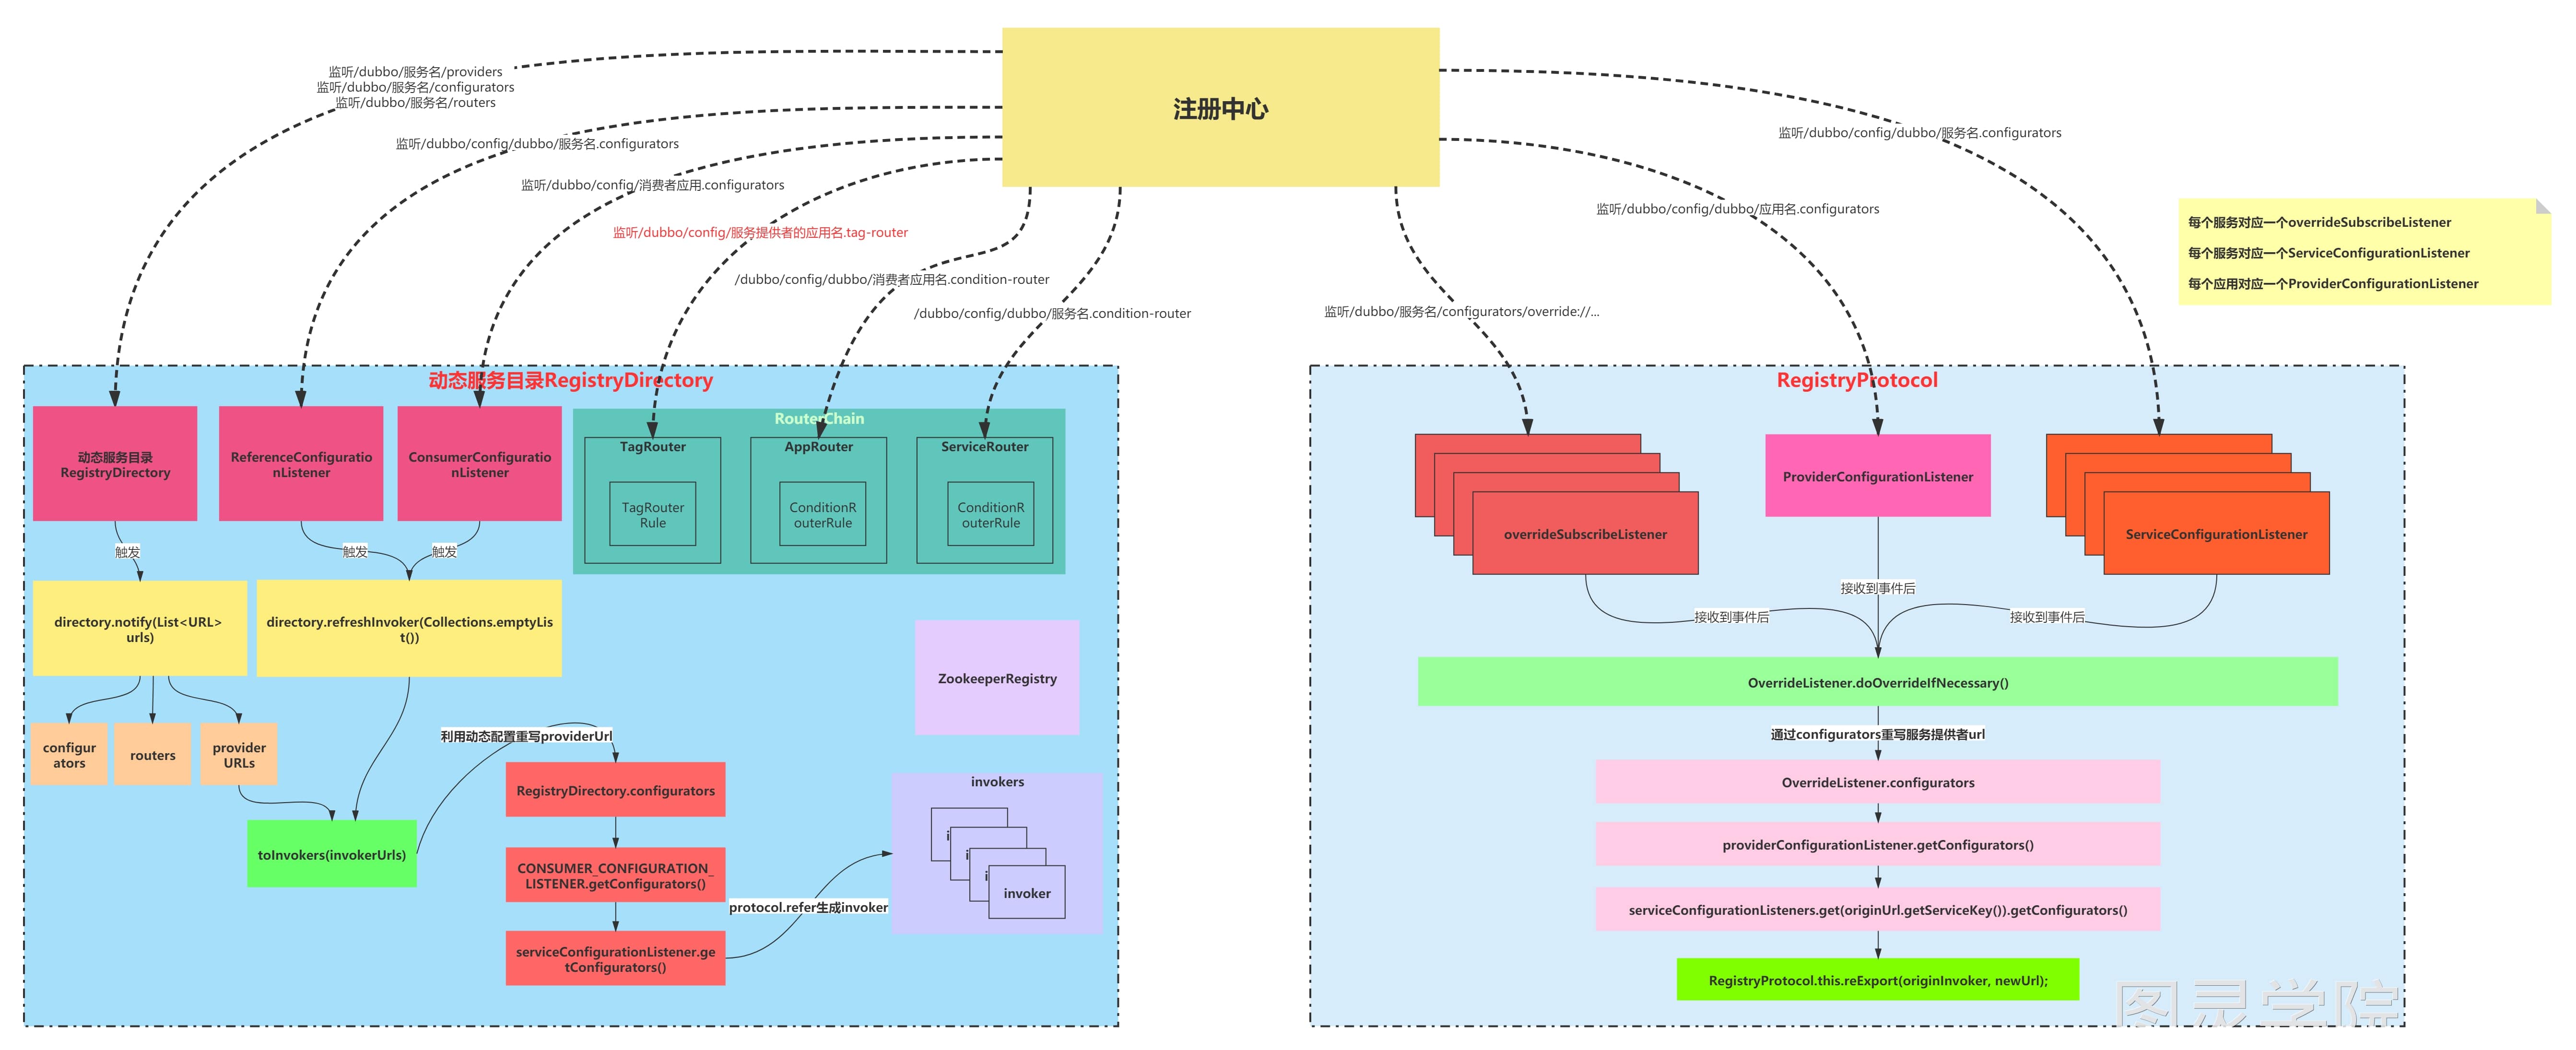 注册中心
监听/dubbo/服务名/providers
监听/dubbo/服务名/configurators
监听/dubbo/服务名/routers
监听/dubbo/config/dubbo/服务名.configurators
监听/dubbo/config/消费者应用.configurators
监听/dubbo/config/服务提供者的应用名.tag-router
/dubbo/config/dubbo/消费者应用名.condition-router
/dubbo/config/dubbo/服务名.condition-router
监听/dubbo/服务名/configurators/override://...
监听/dubbo/config/dubbo/应用名.configurators
监听/dubbo/config/dubbo/服务名.configurators
每个服务对应一个overrideSubscribeListener
每个服务对应一个ServiceConfigurationListener
每个应用对应一个ProviderConfigurationListener
动态服务目录RegistryDirectory
动态服务目录
RegistryDirectory
ReferenceConfiguratio
nListener
ConsumerConfiguratio
nListener
RouterChain
TagRouter
TagRouter
Rule
AppRouter
ConditionR
outerRule
ServiceRouter
ConditionR
outerRule
触发
触发
触发
directory.notify(List<URL>
urls)
directory.refreshInvoker(Collections.emptyLis
t())
configur
ators
routers
provider
URLs
toInvokers(invokerUrls)
利用动态配置重写providerUrl
RegistryDirectory.configurators
CONSUMER_CONFIGURATION_
LISTENER.getConfigurators()
serviceConfigurationListener.ge
tConfigurators()
protocol.refer生成invoker
ZookeeperRegistry
invokers
i
i
i
invoker
RegistryProtocol
overrideSubscribeListener
ProviderConfigurationListener
ServiceConfigurationListener
接收到事件后
接收到事件后
接收到事件后
OverrideListener.doOverrideIfNecessary()
通过configurators重写服务提供者url
OverrideListener.configurators
providerConfigurationListener.getConfigurators()
serviceConfigurationListeners.get(originUrl.getServiceKey()).getConfigurators()
RegistryProtocol.this.reExport(originInvoker, newUrl);
图灵学院